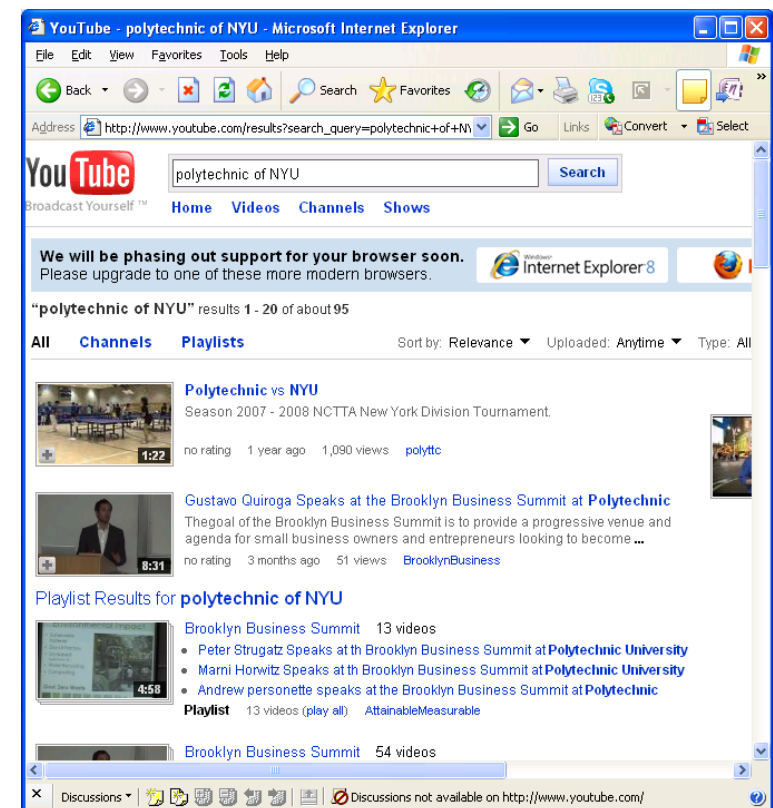 YouTube - polytechnic of NYU - Microsoft Internet Explorer
File Edit View Favorites Tools Help
Back Search Favorites »
Address http://www.youtube.com/results?search_query=polytechnic+of+N Go Links Convert Select
You Tube
Broadcast Yourself ™
polytechnic of NYU Search
Home Videos Channels Shows
We will be phasing out support for your browser soon.
Please upgrade to one of these more modern browsers.
Windows Internet Explorer 8
"polytechnic of NYU" results 1 - 20 of about 95
All Channels Playlists Sort by: Relevance Uploaded: Anytime Type: All
Polytechnic vs NYU
Season 2007 - 2008 NCTTA New York Division Tournament.
1:22
no rating 1 year ago 1,090 views polyttc
Gustavo Quiroga Speaks at the Brooklyn Business Summit at Polytechnic
Thegoal of the Brooklyn Business Summit is to provide a progressive venue and
agenda for small business owners and entrepreneurs looking to become ...
8:31
no rating 3 months ago 51 views BrooklynBusiness
Playlist Results for polytechnic of NYU
Brooklyn Business Summit 13 videos
• Peter Strugatz Speaks at th Brooklyn Business Summit at Polytechnic University
• Marni Horwitz Speaks at th Brooklyn Business Summit at Polytechnic University
• Andrew personette speaks at the Brooklyn Business Summit at Polytechnic
4:58
Playlist 13 videos (play all) AttainableMeasurable
Brooklyn Business Summit 54 videos
Discussions Discussions not available on http://www.youtube.com/